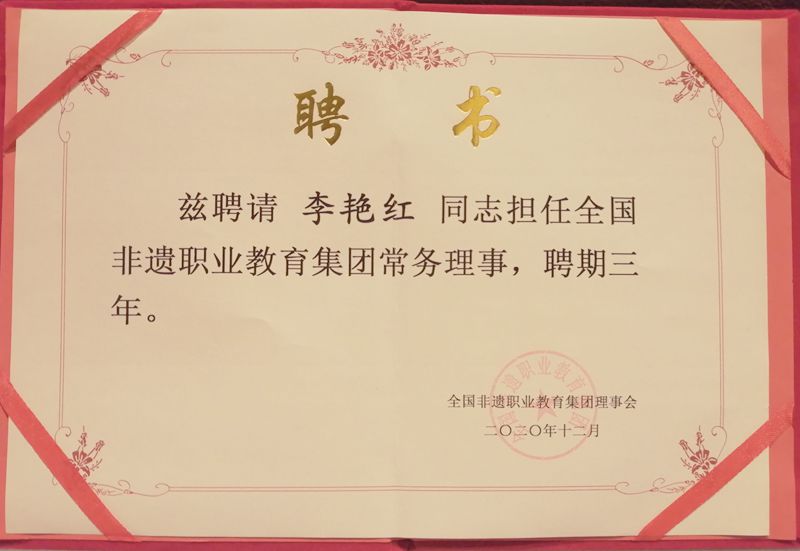 聘 书
兹聘请 李艳红 同志担任全国
非遗职业教育集团常务理事，聘期三
年。
全国非遗职业教育集团理事会
二〇二〇年十二月